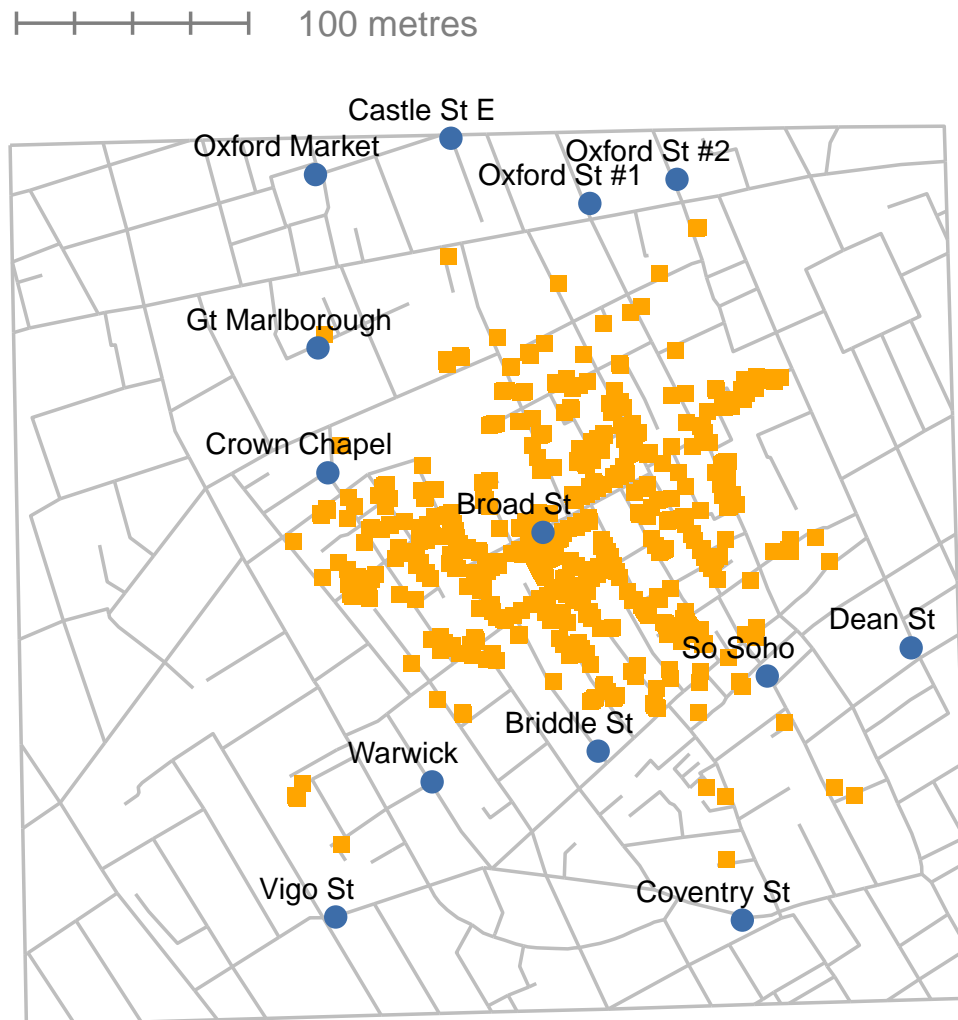 100 metres
Castle St E
Oxford Market
Oxford St #2
Oxford St #1
Gt Marlborough
Crown Chapel
Broad St
Dean St
So Soho
Briddle St
Warwick
Vigo St
Coventry St